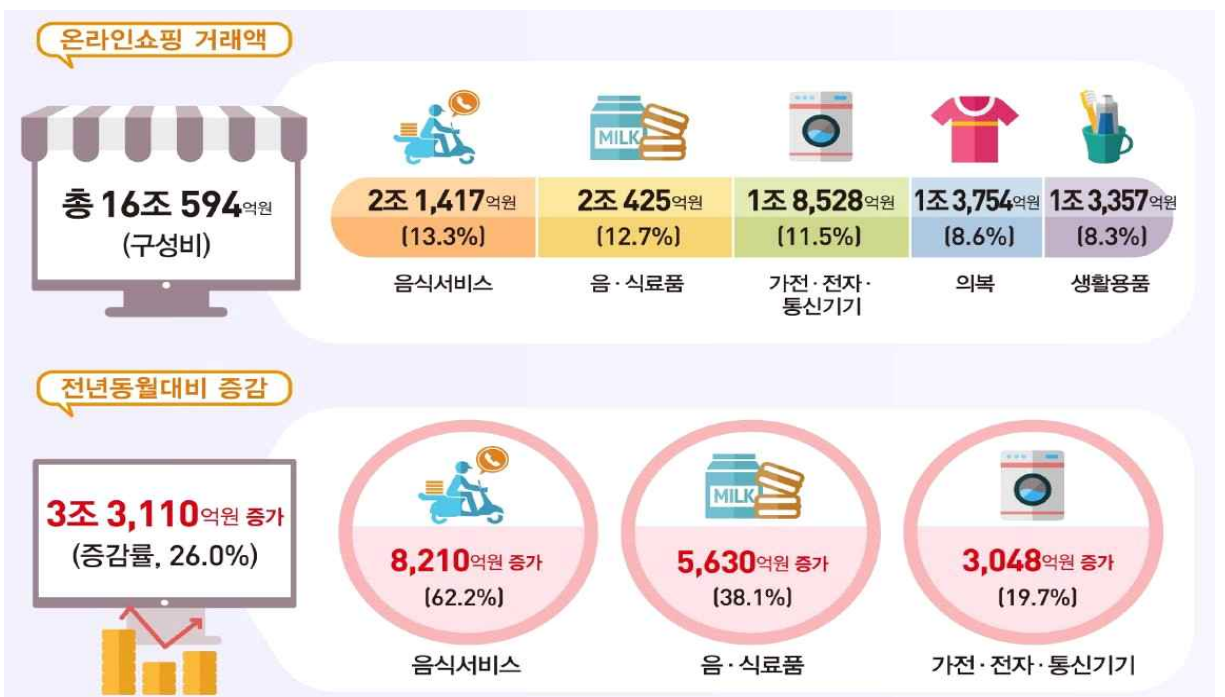 온라인쇼핑 거래액
총 16조 594억원
(구성비)
MILK
2조 1,417억원 2조 425억원 1조 8,528억원 1조 3,754억원 1조 3,357억원
(13.3%) (12.7%) (11.5%) (8.6%) (8.3%)
음식서비스 음·식료품 가전·전자· 의복 생활용품
통신기기
전년동월대비 증감
3조 3,110억원 증가
(증감률, 26.0%)
MILK
8,210억원 증가 5,630억원 증가 3,048억원 증가
(62.2%) (38.1%) (19.7%)
음식서비스 음·식료품 가전·전자·통신기기